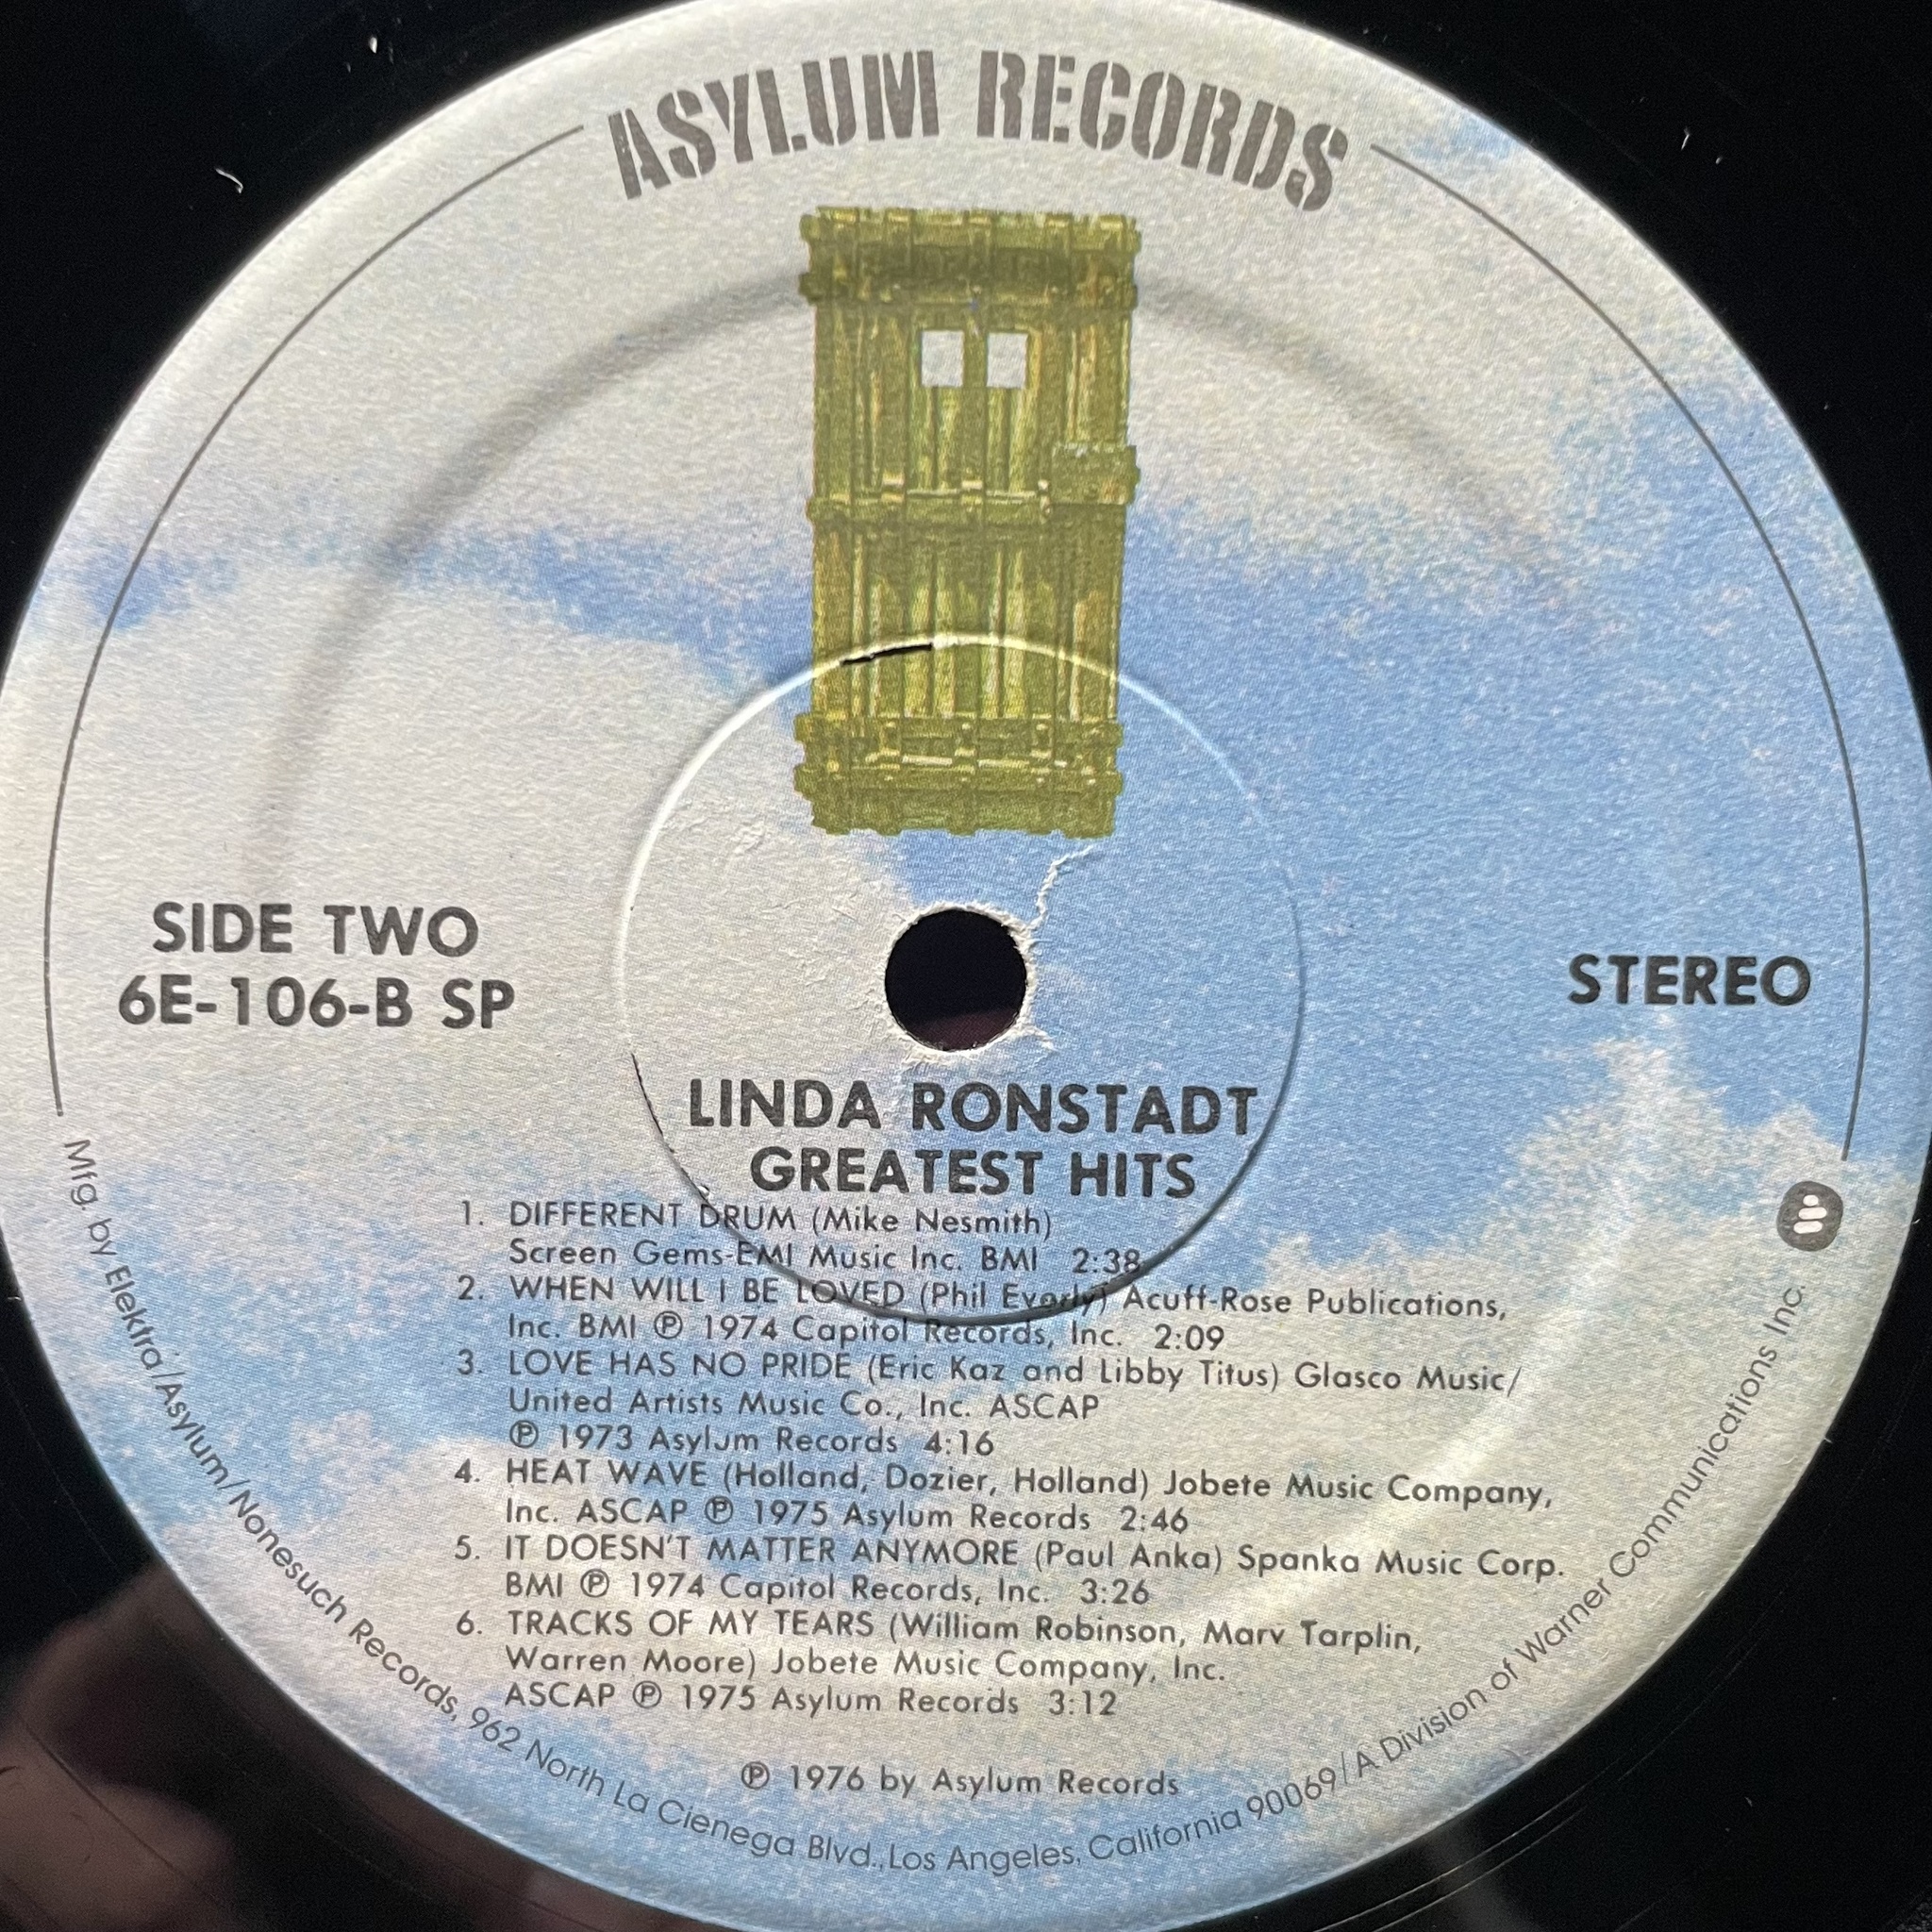 ASYLUM RECORDS
SIDE TWO
6E-106-B SP
STEREO
LINDA RONSTADT
GREATEST HITS
1. DIFFERENT DRUM (Mike Nesmith)
Screen Gems-EMI Music Inc. BMI 2:38
2. WHEN WILL I BE LOVED (Phil Everly) Acuff-Rose Publications,
Inc. BMI ℗ 1974 Capitol Records, Inc. 2:09
3. LOVE HAS NO PRIDE (Eric Kaz and Libby Titus) Glasco Music/
United Artists Music Co., Inc. ASCAP
℗ 1973 Asylum Records 4:16
4. HEAT WAVE (Holland, Dozier, Holland) Jobete Music Company,
Inc. ASCAP ℗ 1975 Asylum Records 2:46
5. IT DOESN'T MATTER ANYMORE (Paul Anka) Spanka Music Corp.
BMI ℗ 1974 Capitol Records, Inc. 3:26
6. TRACKS OF MY TEARS (William Robinson, Marv Tarplin,
Warren Moore) Jobete Music Company, Inc.
ASCAP ℗ 1975 Asylum Records 3:12
℗ 1976 by Asylum Records
Mfg. by Elektra/Asylum/Nonesuch Records, 962 North La Cienega Blvd., Los Angeles, California 90069/A Division of Warner Communications Inc.